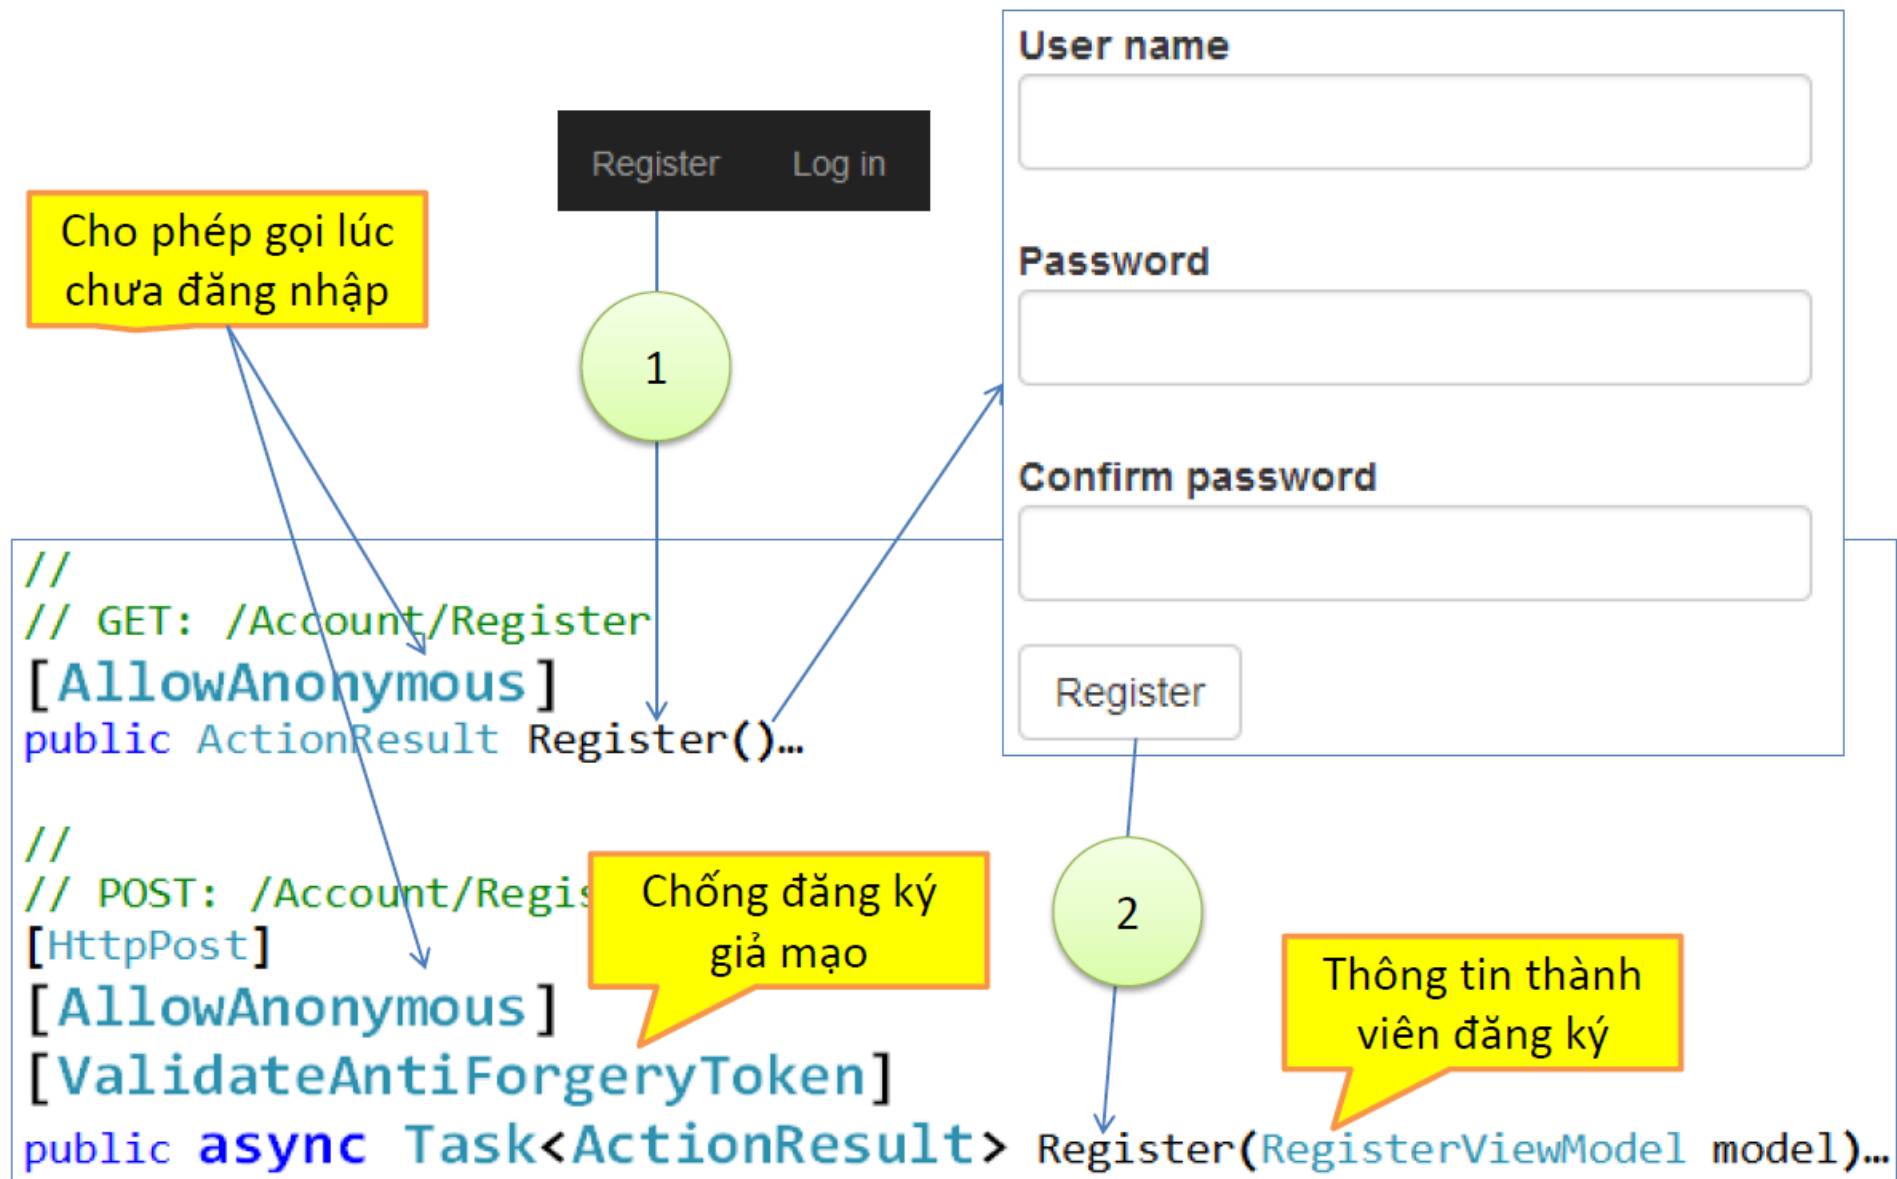 User name
Register Log in
Cho phép gọi lúc
chưa đăng nhập
Password
1
Confirm password
Register
//
// GET: /Account/Register
[AllowAnonymous]
public ActionResult Register()…
//
// POST: /Account/Regis
[HttpPost]
[AllowAnonymous]
[ValidateAntiForgeryToken]
public async Task<ActionResult> Register(RegisterViewModel model)…
Chống đăng ký
giả mạo
2
Thông tin thành
viên đăng ký